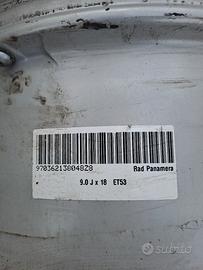 97036213804828
Rad Panamera
9.0 J x 18 ET53
subito